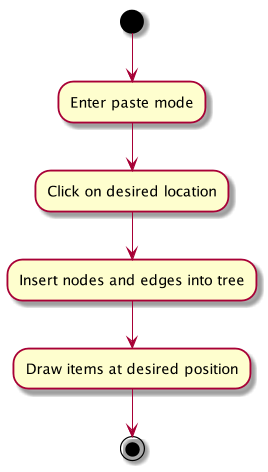 Enter paste mode
Click on desired location
Insert nodes and edges into tree
Draw items at desired position